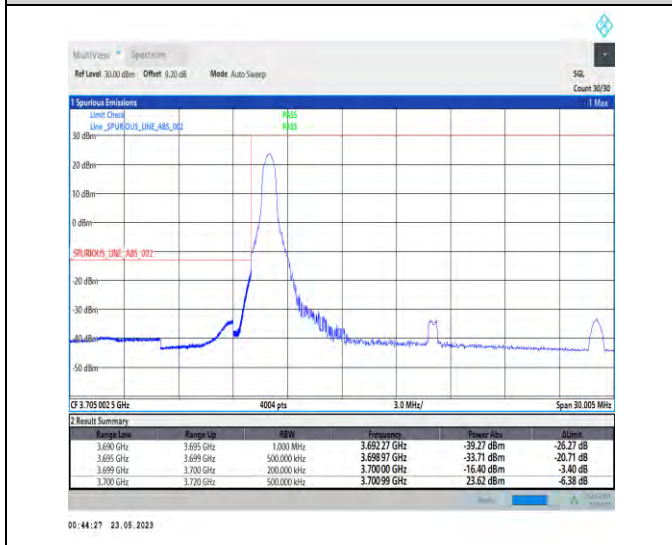 MultiView Spectrum
Ref Level 30.00 dBm Offset 9.20 dB Mode Auto Sweep SGL
Count 30/30
1 Spurious Emissions 1 Max
Limit Check PASS
Line _SPURIOUS_LINE_ABS_002 PASS
30 dBm
20 dBm
10 dBm
0 dBm
_SPURIOUS_LINE_ABS_002
-20 dBm
-30 dBm
-40 dBm
-50 dBm
CF 3.705 002 5 GHz 4004 pts 3.0 MHz/ Span 30.005 MHz
2 Result Summary
Range Low Range Up RBW Frequency Power Abs ΔLimit
3.690 GHz 3.695 GHz 1.000 MHz 3.692 27 GHz -39.27 dBm -26.27 dB
3.695 GHz 3.699 GHz 500.000 kHz 3.698 97 GHz -33.71 dBm -20.71 dB
3.699 GHz 3.700 GHz 200.000 kHz 3.700 00 GHz -16.40 dBm -3.40 dB
3.700 GHz 3.720 GHz 500.000 kHz 3.700 99 GHz 23.62 dBm -6.38 dB
00:44:27 23.05.2023